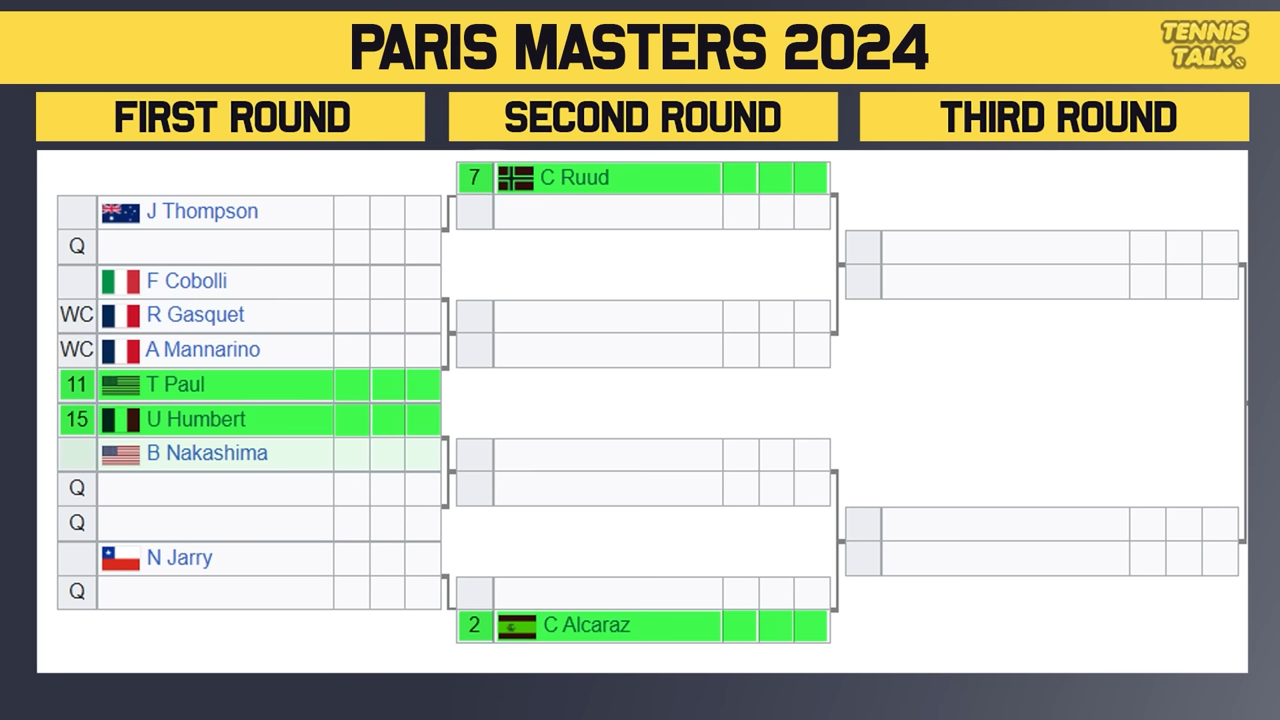 PARIS MASTERS 2024
TENNIS
TALK
FIRST ROUND
SECOND ROUND
THIRD ROUND
7 C Ruud
J Thompson
Q
F Cobolli
WC R Gasquet
WC A Mannarino
11 T Paul
15 U Humbert
B Nakashima
Q
Q
N Jarry
Q
2 C Alcaraz